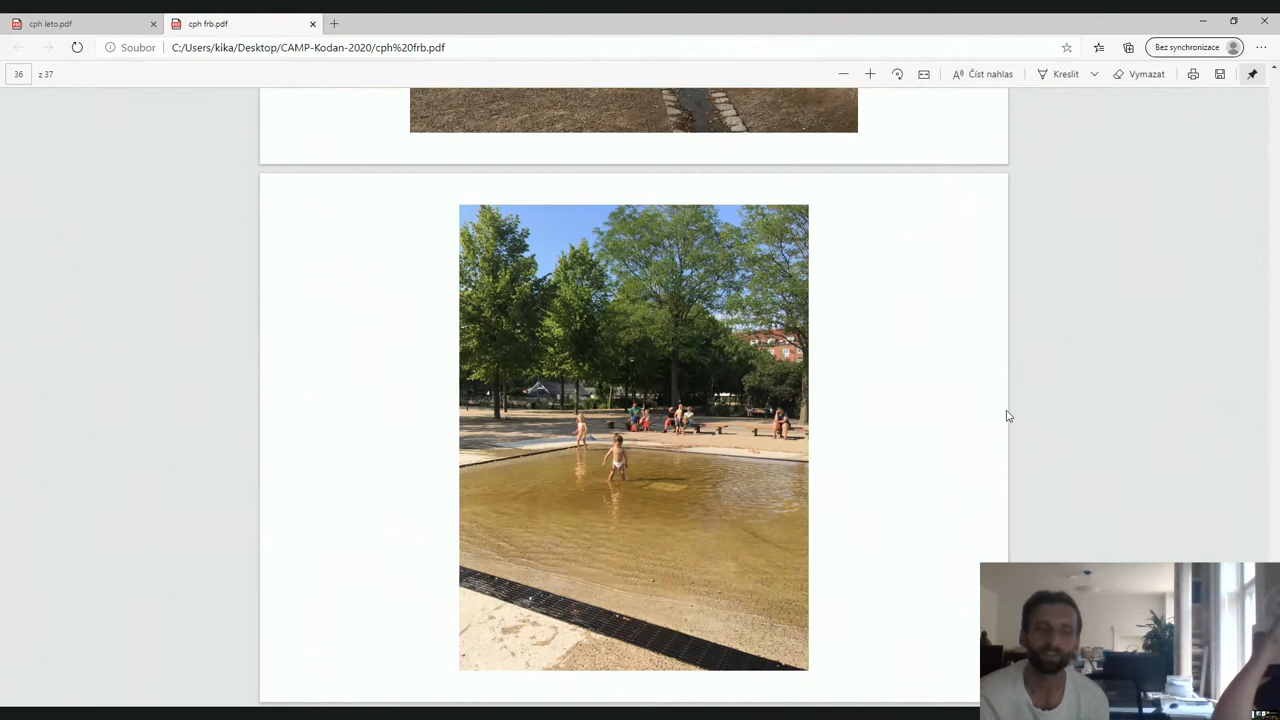 cph leto.pdf
cph frb.pdf
Soubor
C:/Users/kika/Desktop/CAMP-Kodan-2020/cph%20frb.pdf
Bez synchronizace
36 z 37
Číst nahlas
Kreslit
Vymazat